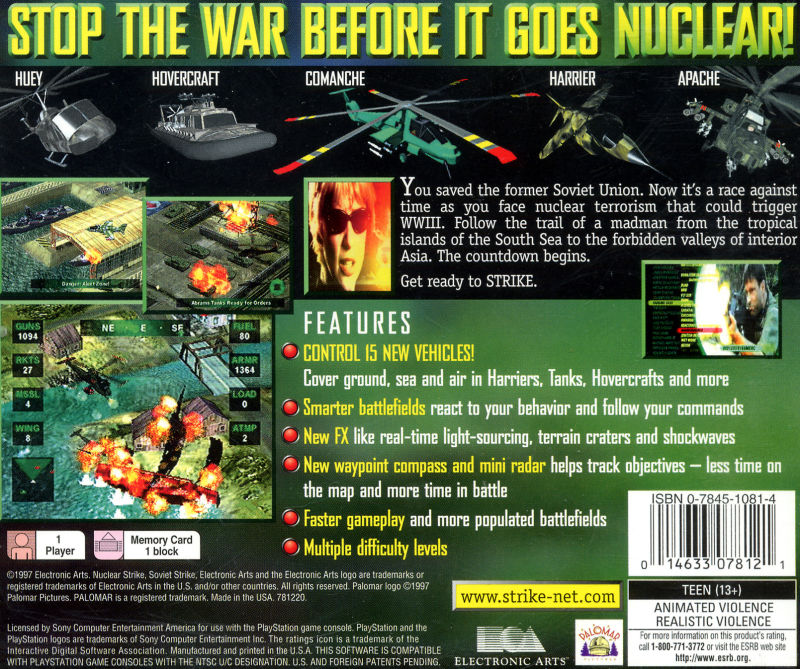 STOP THE WAR BEFORE IT GOES NUCLEAR!
HUEY
HOVERCRAFT
COMANCHE
HARRIER
APACHE
You saved the former Soviet Union. Now it's a race against
time as you face nuclear terrorism that could trigger
WWIII. Follow the trail of a madman from the tropical
islands of the South Sea to the forbidden valleys of interior
Asia. The countdown begins.
Get ready to STRIKE.
Danger: Alert Zone!
Abrams Tanks Ready for Orders
GUNS
1094
RKTS
27
MSSL
4
WING
8
NE
E
SE
FUEL
80
ARMR
1364
LOAD
0
ATMP
2
FEATURES
CONTROL 15 NEW VEHICLES!
Cover ground, sea and air in Harriers, Tanks, Hovercrafts and more
Smarter battlefields react to your behavior and follow your commands
New FX like real-time light-sourcing, terrain craters and shockwaves
New waypoint compass and mini radar helps track objectives – less time on
the map and more time in battle
Faster gameplay and more populated battlefields
Multiple difficulty levels
1
Player
Memory Card
1 block
©1997 Electronic Arts. Nuclear Strike, Soviet Strike, Electronic Arts and the Electronic Arts logo are trademarks or
registered trademarks of Electronic Arts in the U.S. and/or other countries. All rights reserved. Palomar logo ©1997
Palomar Pictures. PALOMAR is a registered trademark. Made in the USA. 781220.
Licensed by Sony Computer Entertainment America for use with the PlayStation game console. PlayStation and the
PlayStation logos are trademarks of Sony Computer Entertainment Inc. The ratings icon is a trademark of the
Interactive Digital Software Association. Manufactured and printed in the U.S.A. THIS SOFTWARE IS COMPATIBLE
WITH PLAYSTATION GAME CONSOLES WITH THE NTSC U/C DESIGNATION. U.S. AND FOREIGN PATENTS PENDING.
www.strike-net.com
ELECTRONIC ARTS™
PALOMAR
PICTURES
ISBN 0-7845-1081-4
0 14633 07812 1
TEEN (13+)
ANIMATED VIOLENCE
REALISTIC VIOLENCE
For more information on this product's rating,
call 1-800-771-3772 or visit the ESRB web site
http://www.esrb.org.